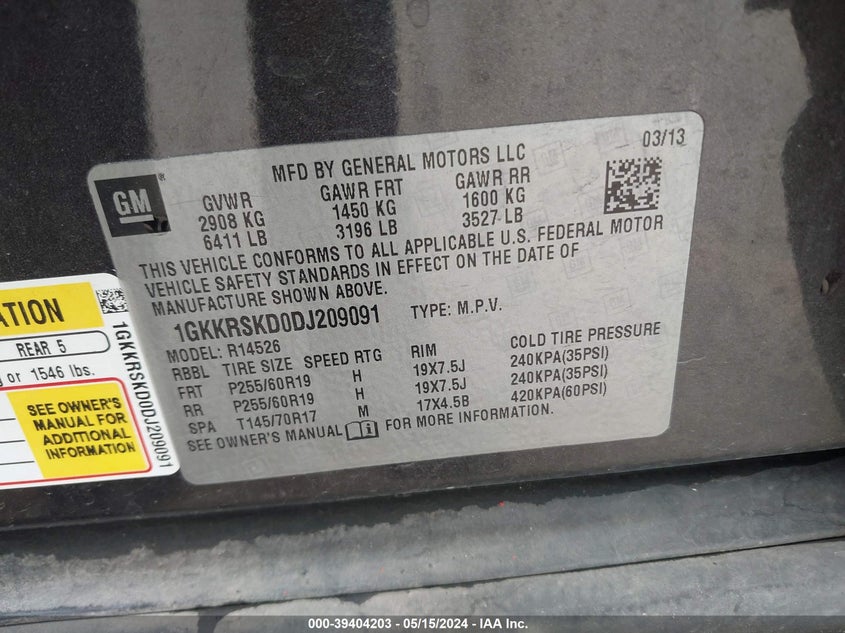 MFD BY GENERAL MOTORS LLC
03/13
GM
GVWR GAWR FRT GAWR RR
2908 KG 1450 KG 1600 KG
6411 LB 3196 LB 3527 LB
THIS VEHICLE CONFORMS TO ALL APPLICABLE U.S. FEDERAL MOTOR
VEHICLE SAFETY STANDARDS IN EFFECT ON THE DATE OF
MANUFACTURE SHOWN ABOVE.
1GKKRSKD0DJ209091 TYPE: M.P.V.
MODEL: R14526
RBBL TIRE SIZE SPEED RTG RIM COLD TIRE PRESSURE
FRT P255/60R19 H 19X7.5J 240KPA(35PSI)
RR P255/60R19 H 19X7.5J 240KPA(35PSI)
SPA T145/70R17 M 17X4.5B 420KPA(60PSI)
SEE OWNER'S MANUAL FOR MORE INFORMATION.
REAR 5
or 1546 lbs.
SEE OWNER'S
MANUAL FOR
ADDITIONAL
INFORMATION
1GKKRSKD0DJ209091
000-39404203 - 05/15/2024 - IAA Inc.